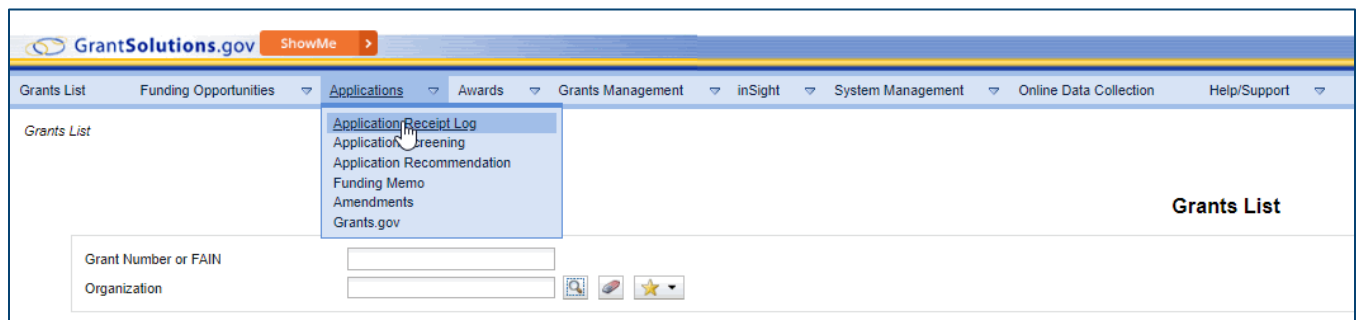 GrantSolutions.gov ShowMe >
Grants List Funding Opportunities Applications Awards Grants Management inSight System Management Online Data Collection Help/Support
Grants List
Application Receipt Log
Application Screening
Application Recommendation
Funding Memo
Amendments
Grants.gov
Grants List
Grant Number or FAIN
Organization